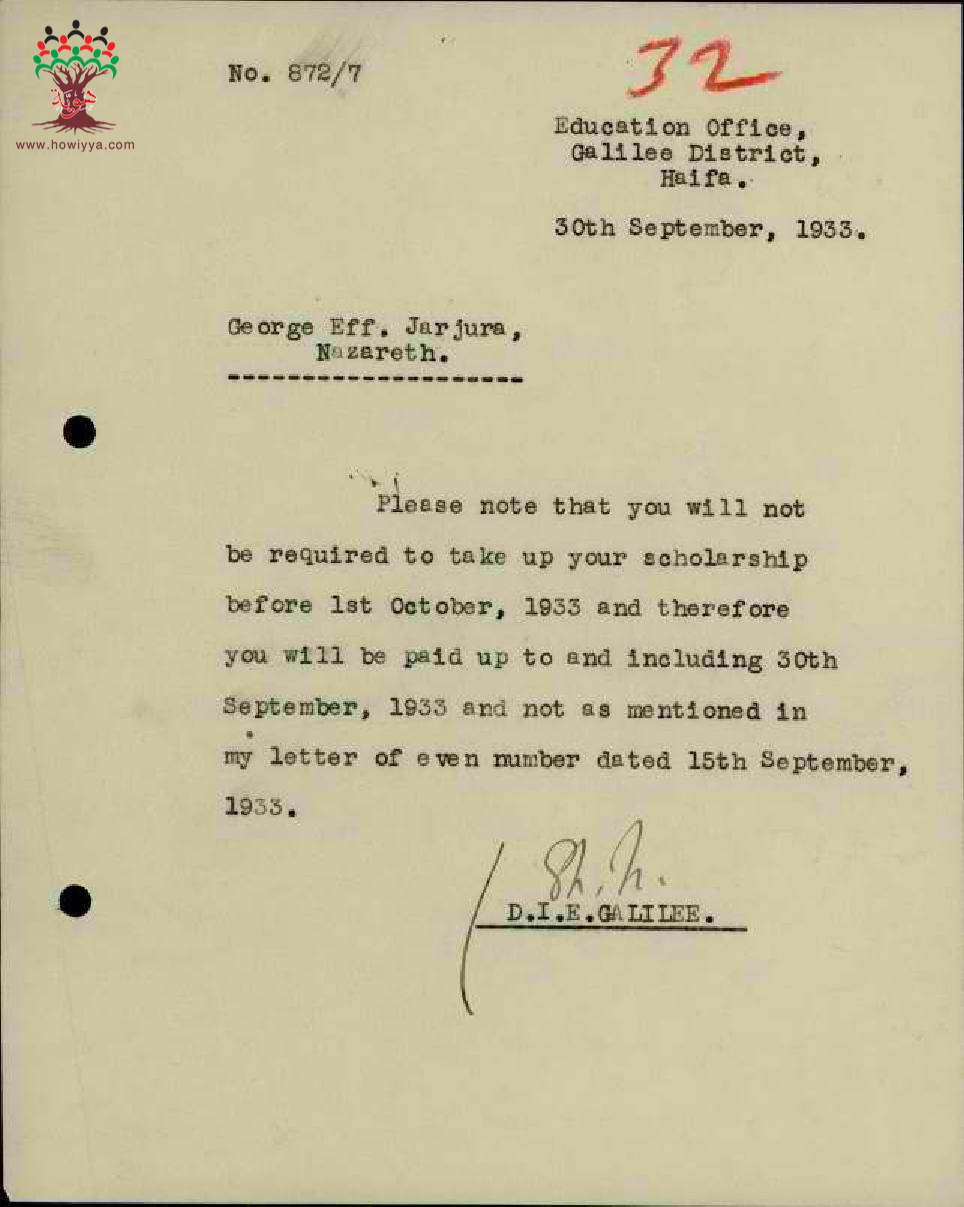 هوية
www.howiyya.com
No. 872/7
32
Education Office,
Galilee District,
Haifa.
30th September, 1933.
George Eff. Jarjura,
Nazareth.
Please note that you will not
be required to take up your scholarship
before 1st October, 1933 and therefore
you will be paid up to and including 30th
September, 1933 and not as mentioned in
my letter of even number dated 15th September,
1933.
D.I.E.GALILEE.